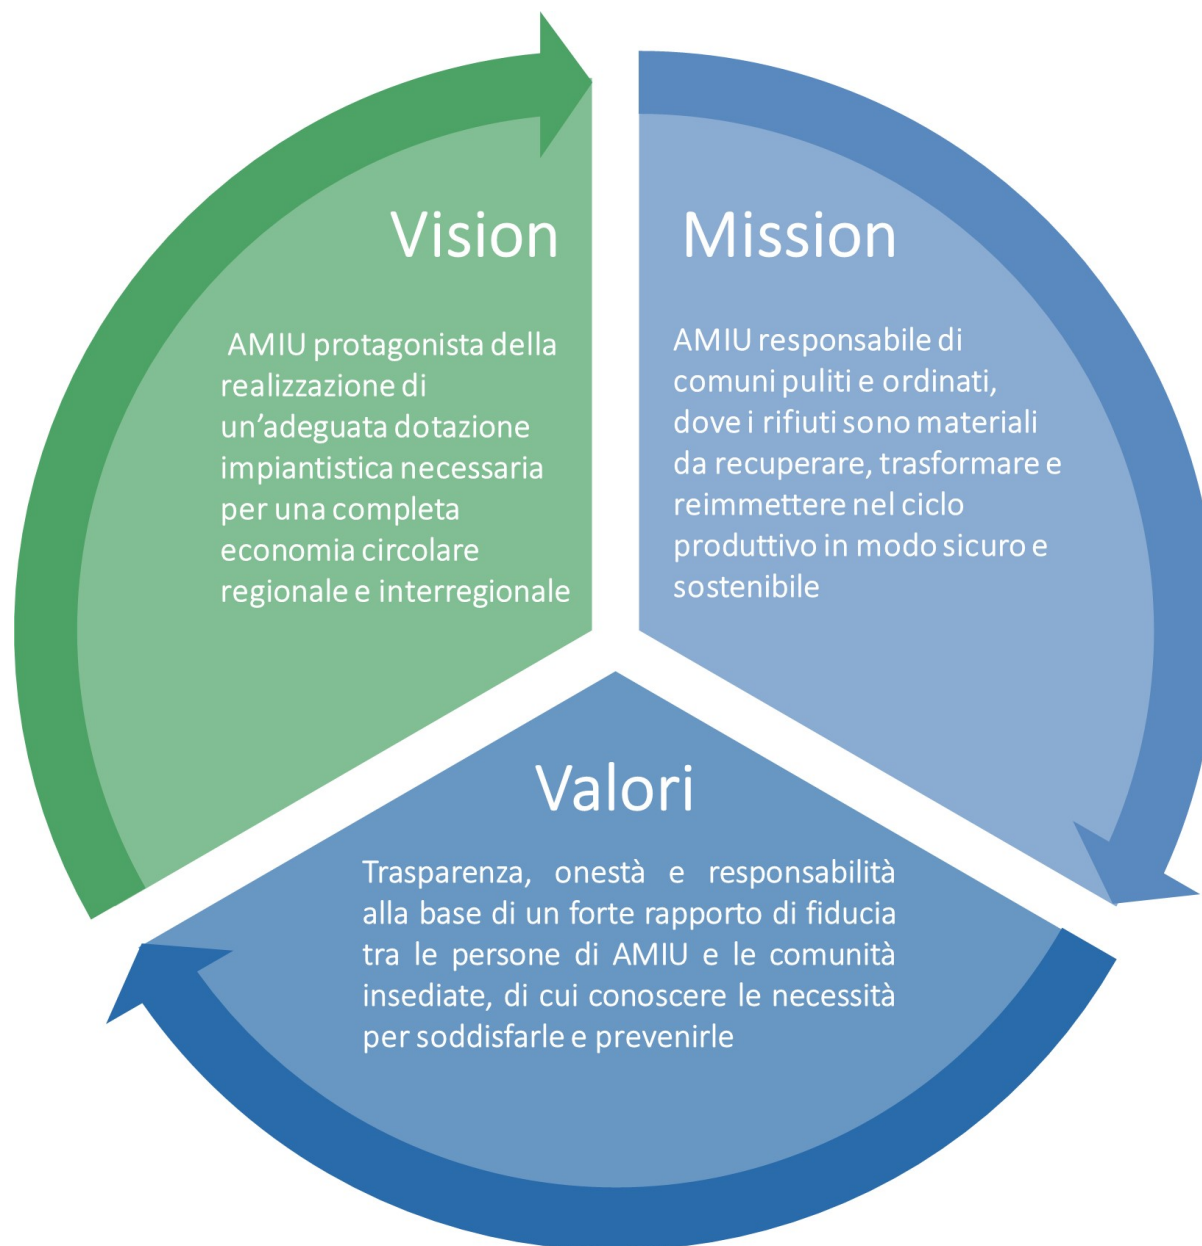 Vision
AMIU protagonista della
realizzazione di
un’adeguata dotazione
impiantistica necessaria
per una completa
economia circolare
regionale e interregionale
Mission
AMIU responsabile di
comuni puliti e ordinati,
dove i rifiuti sono materiali
da recuperare, trasformare e
reimmettere nel ciclo
produttivo in modo sicuro e
sostenibile
Valori
Trasparenza, onestà e responsabilità
alla base di un forte rapporto di fiducia
tra le persone di AMIU e le comunità
insediate, di cui conoscere le necessità
per soddisfarle e prevenirle